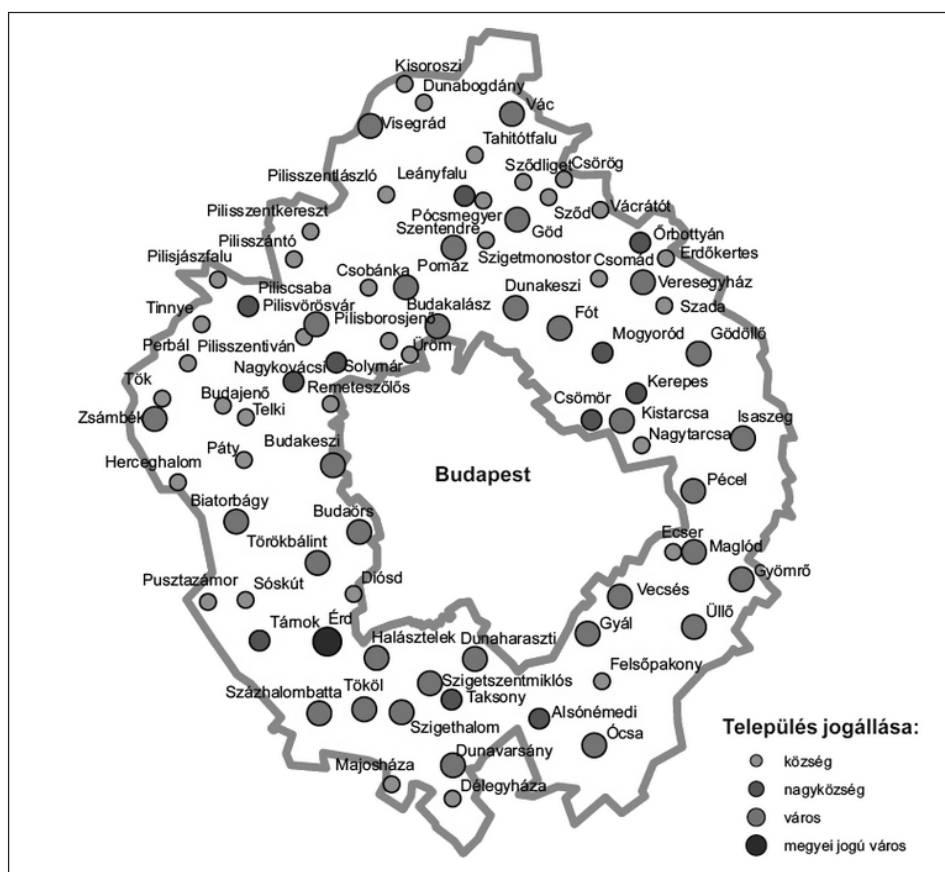 Kisoroszi
Dunabogdány
Vác
Visegrád
Tahitótfalu
Sződliget
Csörög
Pilisszentlászló
Leányfalu
Pilisszentkereszt
Pócsmegyer
Sződ
Vácrátót
Szentendre
Göd
Pilisszántó
Őrbottyán
Pilisjászfalu
Csobánka
Pomáz
Szigetmonostor
Csomád
Erdőkertes
Piliscsaba
Dunakeszi
Veresegyház
Tinnye
Pilisvörösvár
Pilisborosjenő
Budakalász
Fót
Szada
Perbál
Pilisszentiván
Üröm
Mogyoród
Gödöllő
Nagykovácsi
Solymár
Tök
Budajenő
Remeteszőlős
Kerepes
Zsámbék
Telki
Csömör
Kistarcsa
Isaszeg
Páty
Budakeszi
Nagytarcsa
Herceghalom
Budapest
Pécel
Biatorbágy
Budaörs
Törökbálint
Ecser
Maglód
Pusztazámor
Sóskút
Diósd
Gyömrő
Vecsés
Tárnok
Érd
Üllő
Halásztelek
Dunaharaszti
Gyál
Felsőpakony
Százhalombatta
Tököl
Szigetszentmiklós
Taksony
Alsónémedi
Szigethalom
Ócsa
Dunavarsány
Majosháza
Délegyháza
Település jogállása:
község
nagyközség
város
megyei jogú város